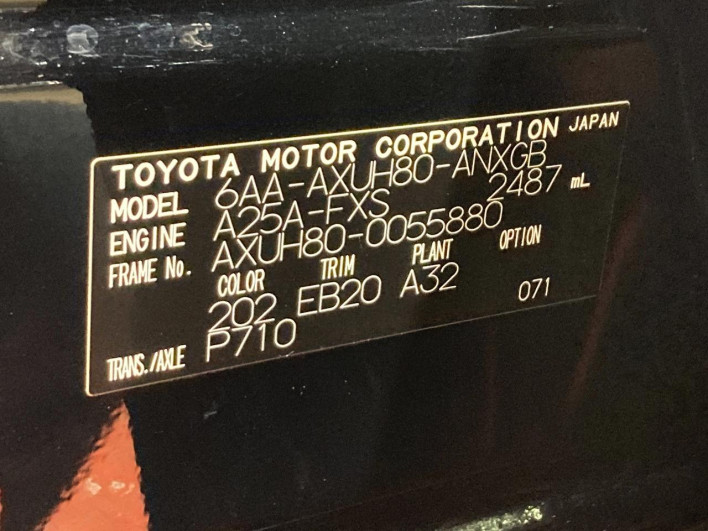 TOYOTA MOTOR CORPORATION JAPAN
MODEL 6AA-AXUH80-ANXGB
ENGINE A25A-FXS 2487 mL
FRAME No. AXUH80-0055880
COLOR TRIM PLANT OPTION
202 EB20 A32 071
TRANS./AXLE P710